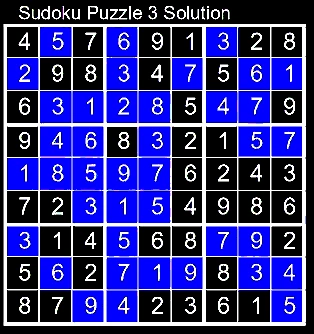 Sudoku Puzzle 3 Solution
4 5 7 6 9 1 3 2 8
2 9 8 3 4 7 5 6 1
6 3 1 2 8 5 4 7 9
9 4 6 8 3 2 1 5 7
1 8 5 9 7 6 2 4 3
7 2 3 1 5 4 9 8 6
3 1 4 5 6 8 7 9 2
5 6 2 7 1 9 8 3 4
8 7 9 4 2 3 6 1 5